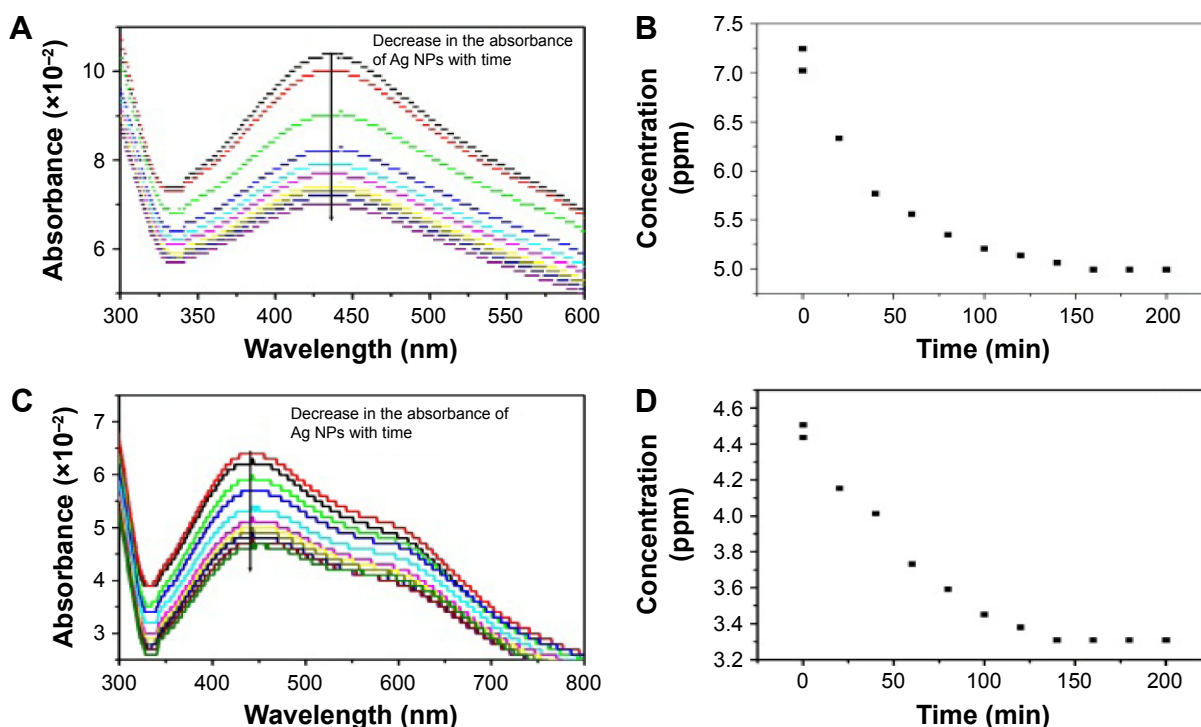 A
Absorbance (×10⁻²)
10
8
6
Decrease in the absorbance
of Ag NPs with time
300 350 400 450 500 550 600
Wavelength (nm)
B
Concentration
(ppm)
7.5
7.0
6.5
6.0
5.5
5.0
0 50 100 150 200
Time (min)
C
Absorbance (×10⁻²)
7
6
5
4
3
Decrease in the absorbance of
Ag NPs with time
300 400 500 600 700 800
Wavelength (nm)
D
Concentration
(ppm)
4.6
4.4
4.2
4.0
3.8
3.6
3.4
3.2
0 50 100 150 200
Time (min)